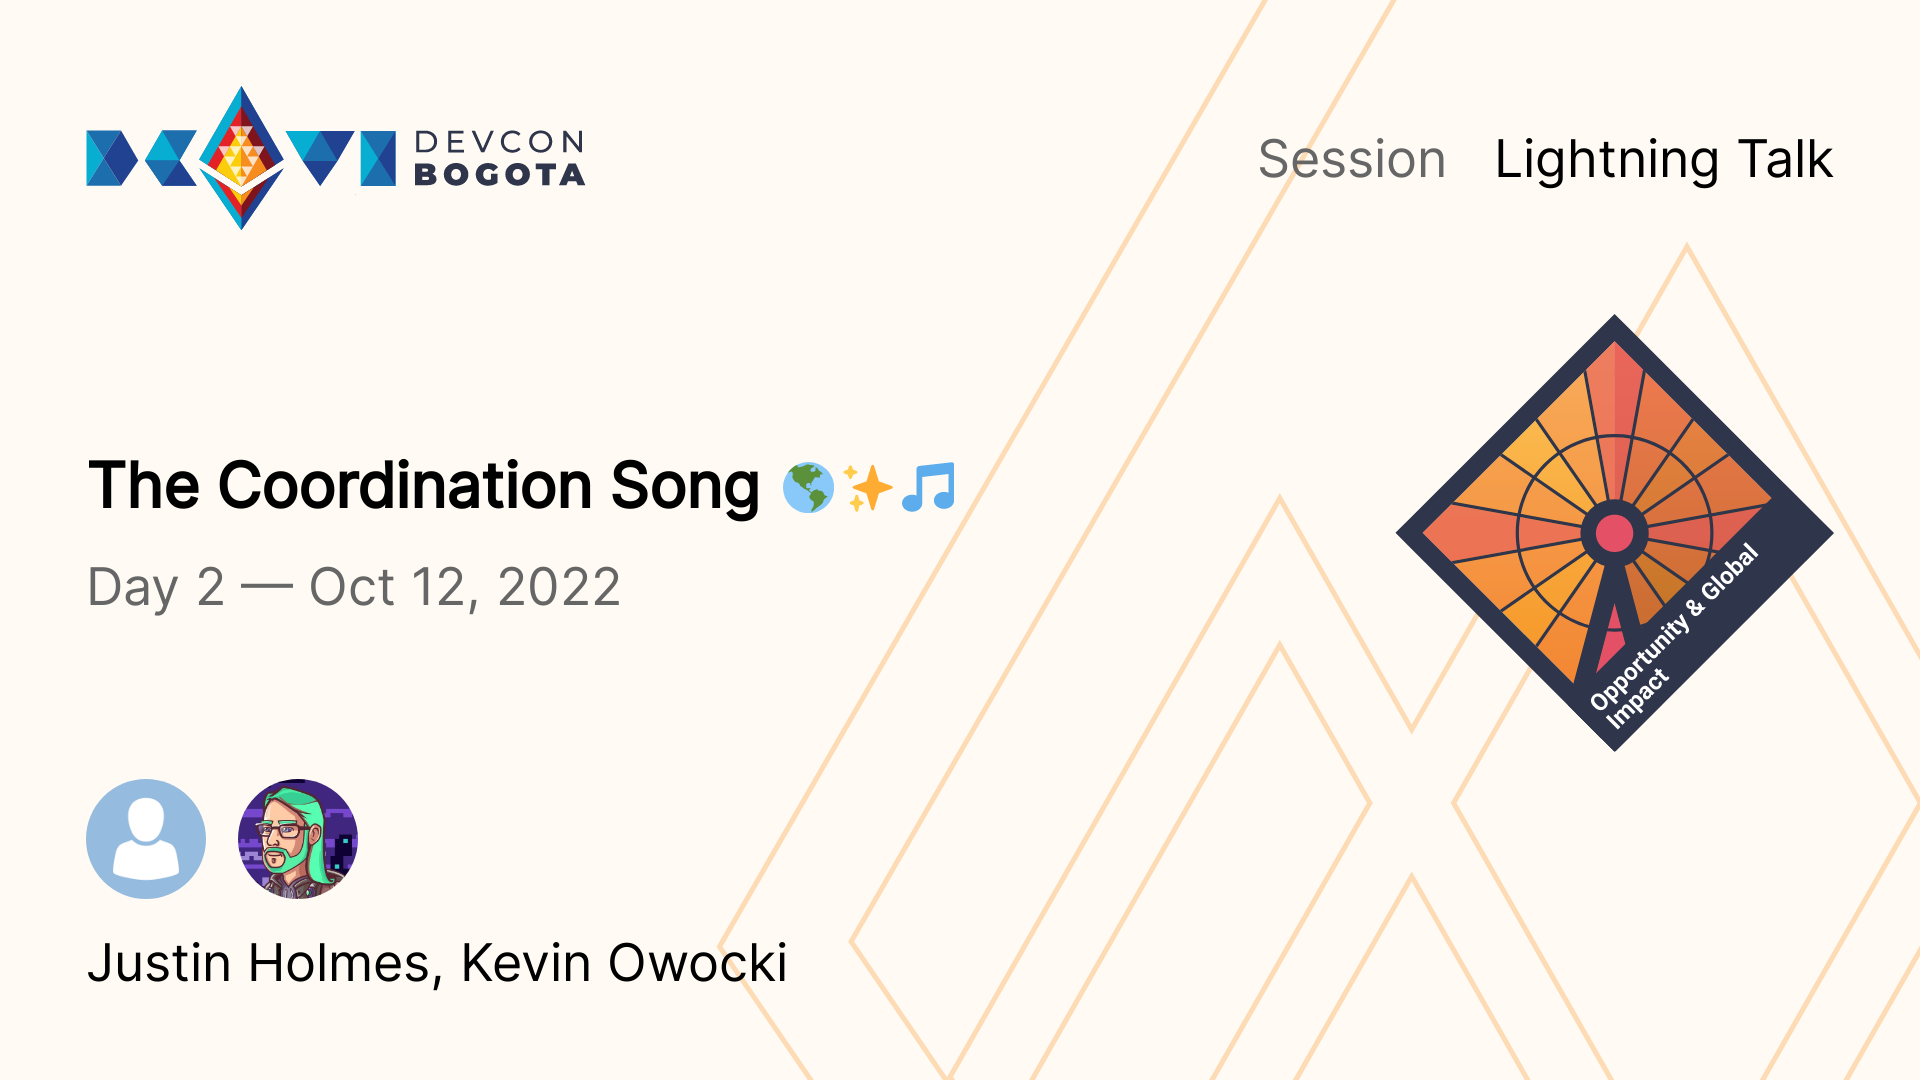 DEVCON
BOGOTA
Session Lightning Talk
The Coordination Song 🌎✨🎵
Day 2 — Oct 12, 2022
Opportunity & Global
Impact
Justin Holmes, Kevin Owocki